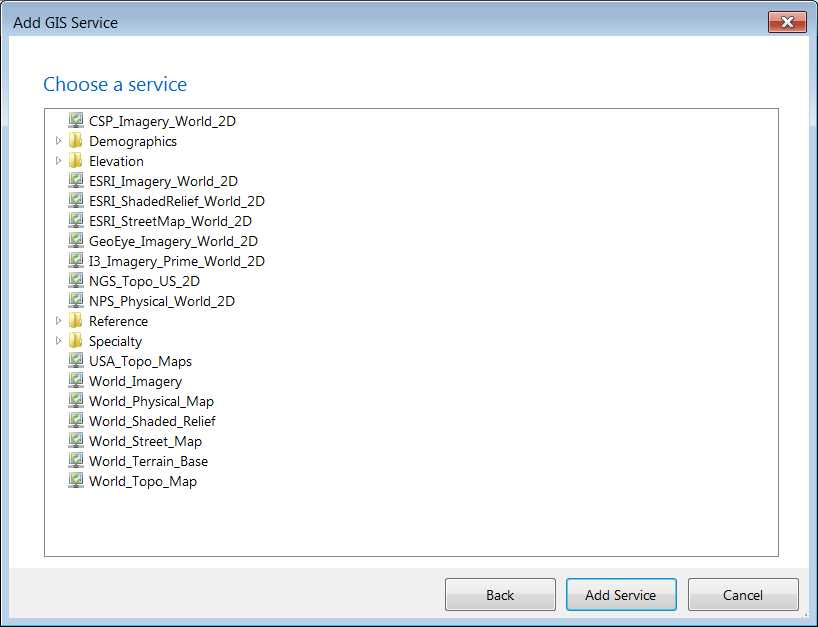 Add GIS Service
Choose a service
CSP_Imagery_World_2D
Demographics
Elevation
ESRI_Imagery_World_2D
ESRI_ShadedRelief_World_2D
ESRI_StreetMap_World_2D
GeoEye_Imagery_World_2D
I3_Imagery_Prime_World_2D
NGS_Topo_US_2D
NPS_Physical_World_2D
Reference
Specialty
USA_Topo_Maps
World_Imagery
World_Physical_Map
World_Shaded_Relief
World_Street_Map
World_Terrain_Base
World_Topo_Map
Back Add Service Cancel